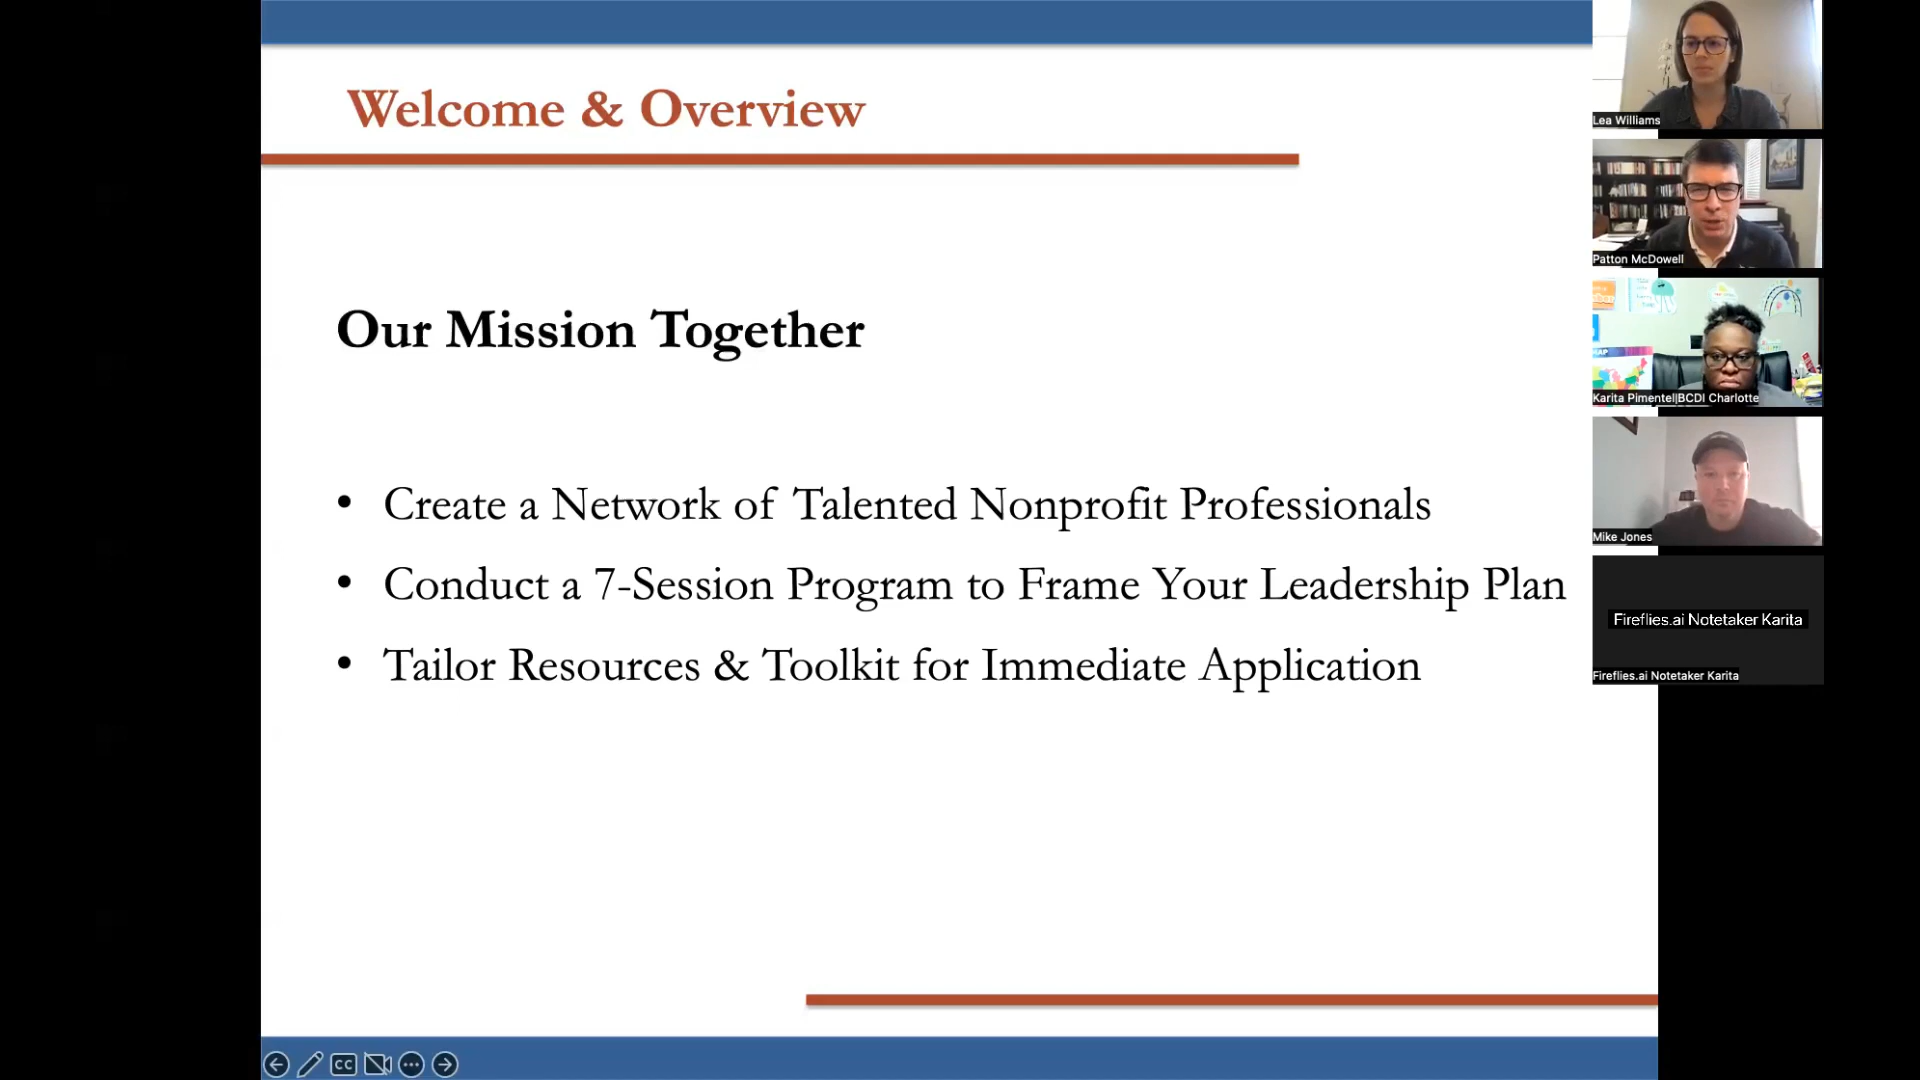 Welcome & Overview
Our Mission Together
• Create a Network of Talented Nonprofit Professionals
• Conduct a 7-Session Program to Frame Your Leadership Plan
• Tailor Resources & Toolkit for Immediate Application
Lea Williams
Patton McDowell
Karita Pimentel|BCDI Charlotte
Mike Jones
Fireflies.ai Notetaker Karita
Fireflies.ai Notetaker Karita
CC